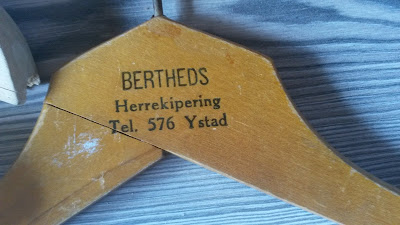 BERTHEDS
Herrekipering
Tel. 576 Ystad